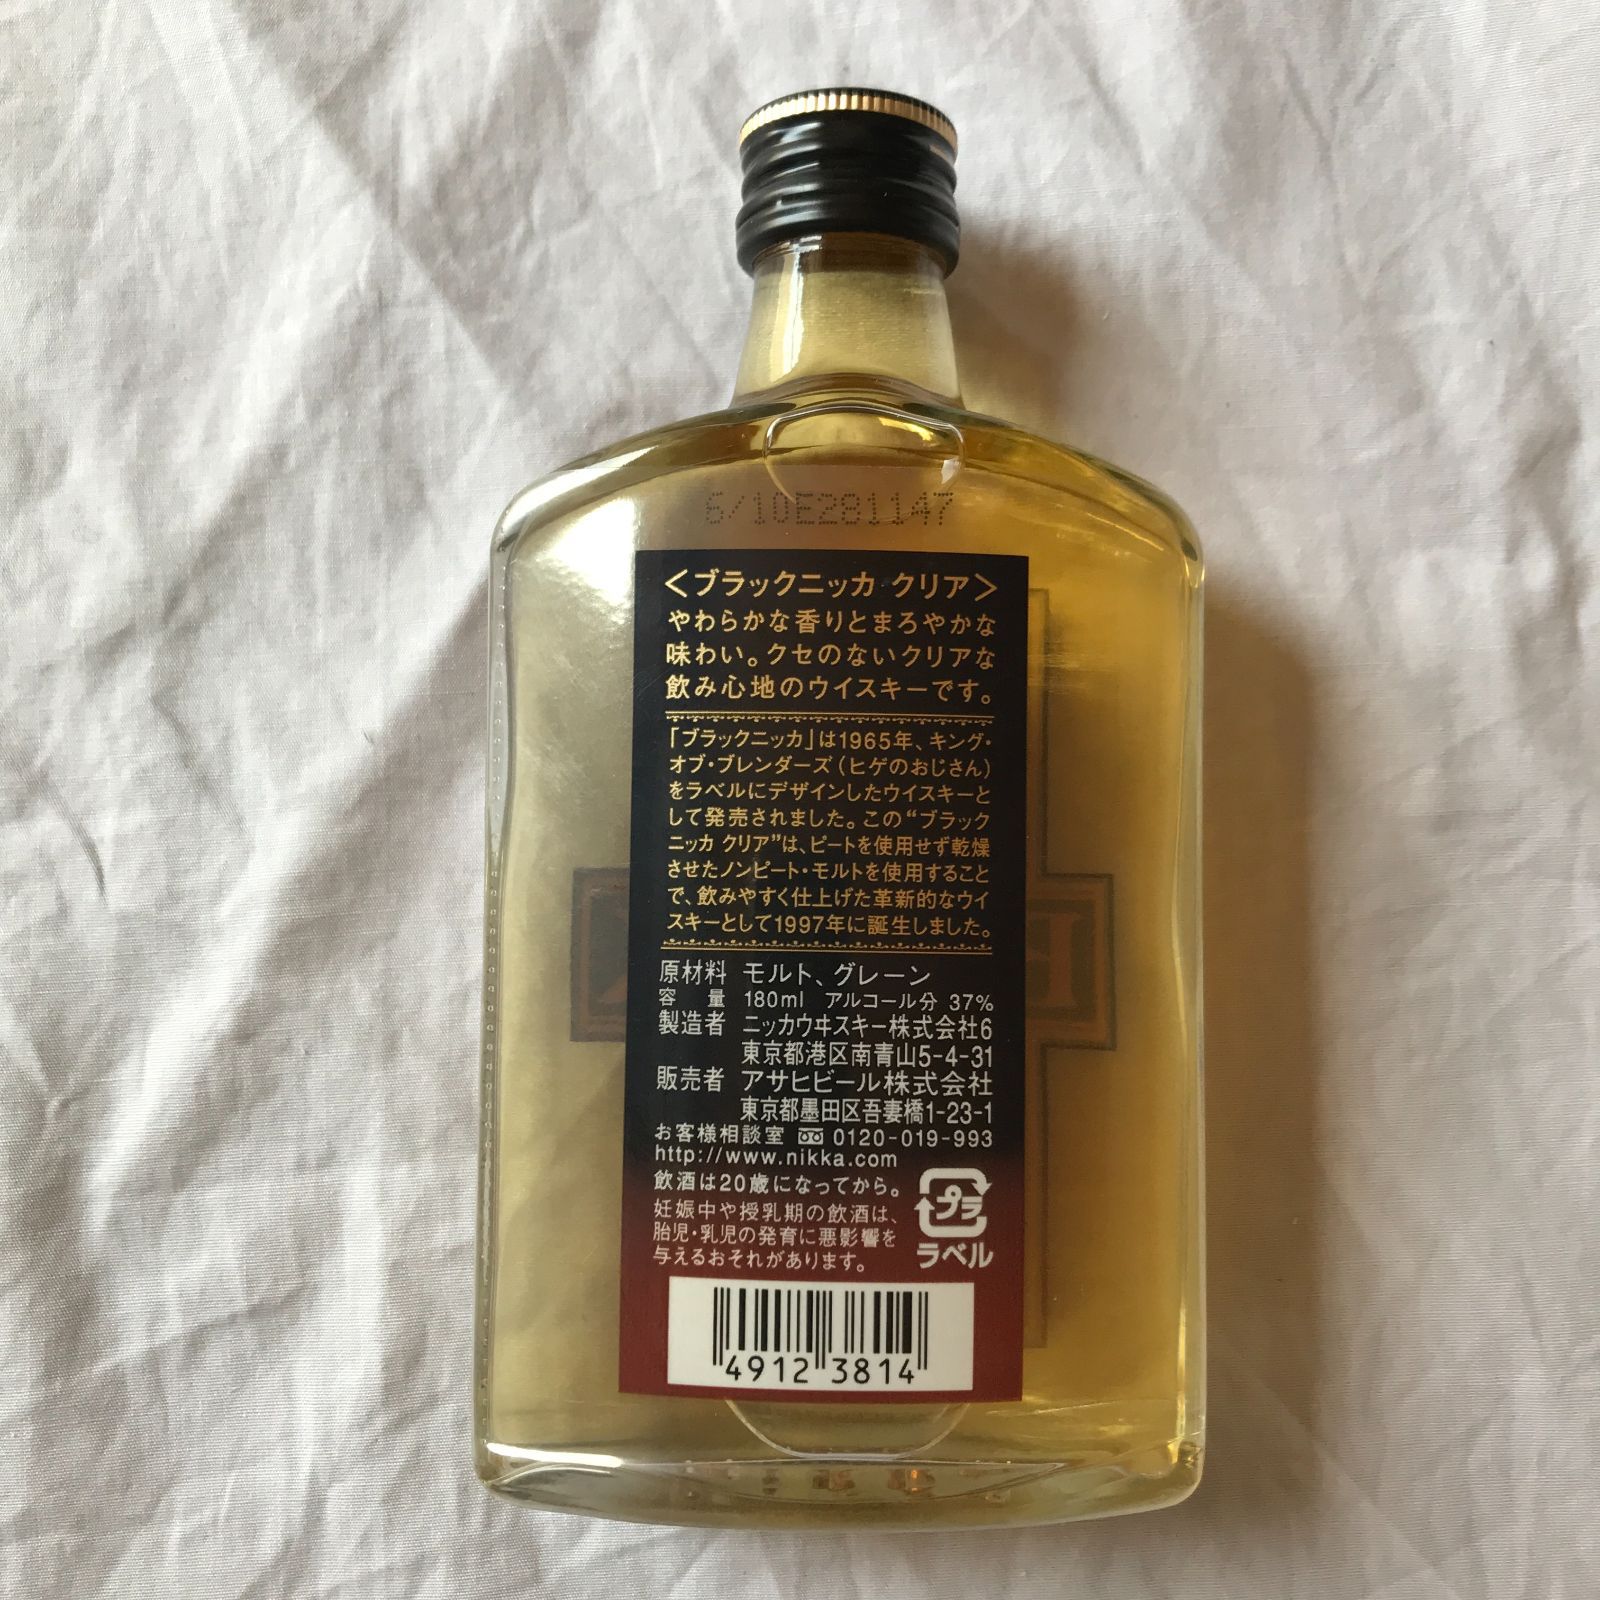 6/10E281147
<ブラックニッカ クリア>
やわらかな香りとまろやかな
味わい。クセのないクリアな
飲み心地のウイスキーです。
「ブラックニッカ」は1965年、キング・
オブ・ブレンダーズ(ヒゲのおじさん)
をラベルにデザインしたウイスキーと
して発売されました。この“ブラック
ニッカ クリア”は、ピートを使用せず乾燥
させたノンピート・モルトを使用すること
で、飲みやすく仕上げた革新的なウイ
スキーとして1997年に誕生しました。
原材料 モルト、グレーン
容 量 180ml アルコール分 37%
製造者 ニッカウヰスキー株式会社6
東京都港区南青山5-4-31
販売者 アサヒビール株式会社
東京都墨田区吾妻橋1-23-1
お客様相談室 0120-019-993
http://www.nikka.com
飲酒は20歳になってから。
妊娠中や授乳期の飲酒は、
胎児・乳児の発育に悪影響を
与えるおそれがあります。
プラ
ラベル
4912 3814